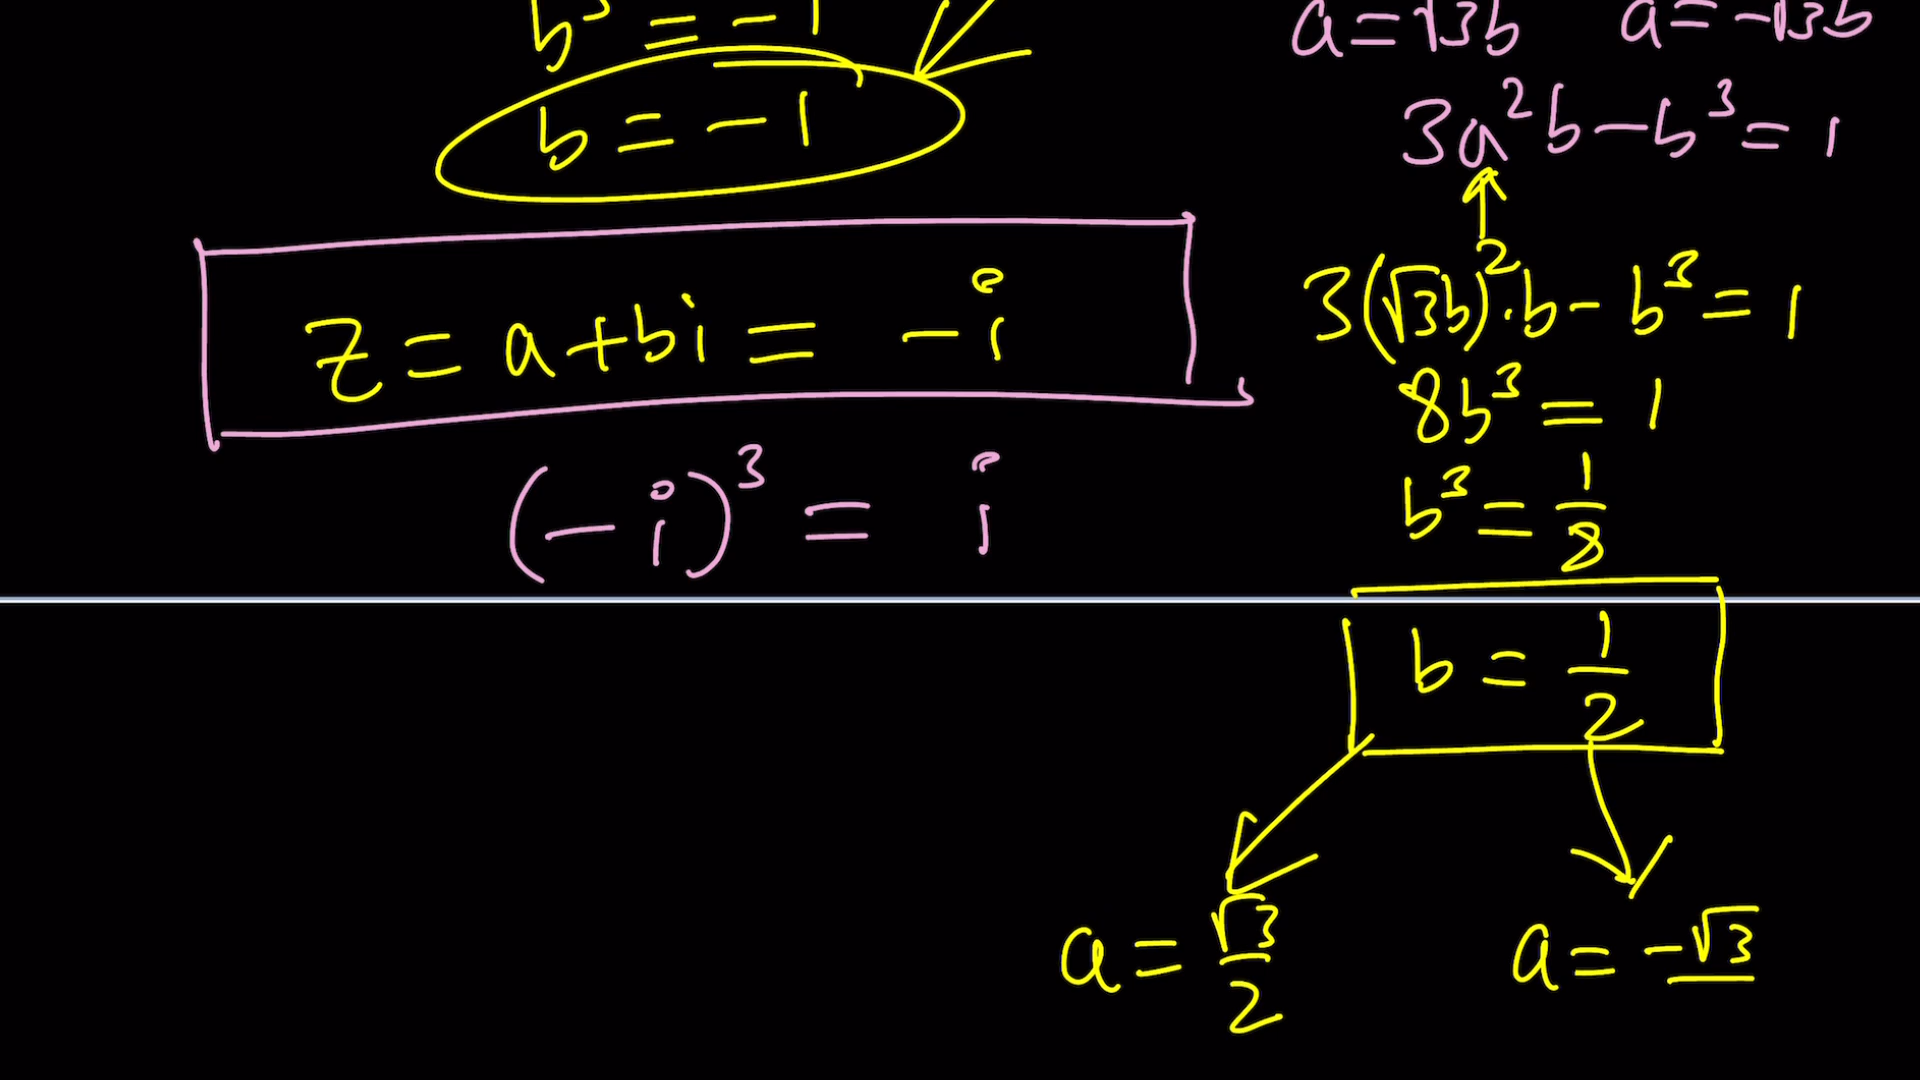 b³ = -1
b = -1
z = a+bi = -i
(-i)³ = i
a = √3b a = -√3b
3a²b - b³ = 1
3(√3b)²·b - b³ = 1
8b³ = 1
b³ = 1/8
b = 1/2
a = √3/2 a = -√3